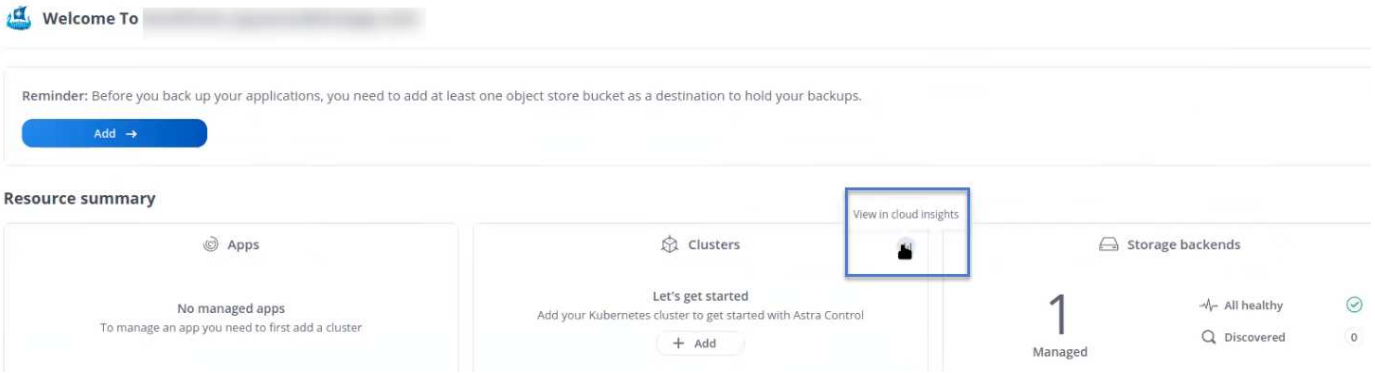 Welcome To
Reminder: Before you back up your applications, you need to add at least one object store bucket as a destination to hold your backups.
Add →
Resource summary
View in cloud insights
Apps
No managed apps
To manage an app you need to first add a cluster
Clusters
Let's get started
Add your Kubernetes cluster to get started with Astra Control
+ Add
Storage backends
1
Managed
All healthy
Discovered
0